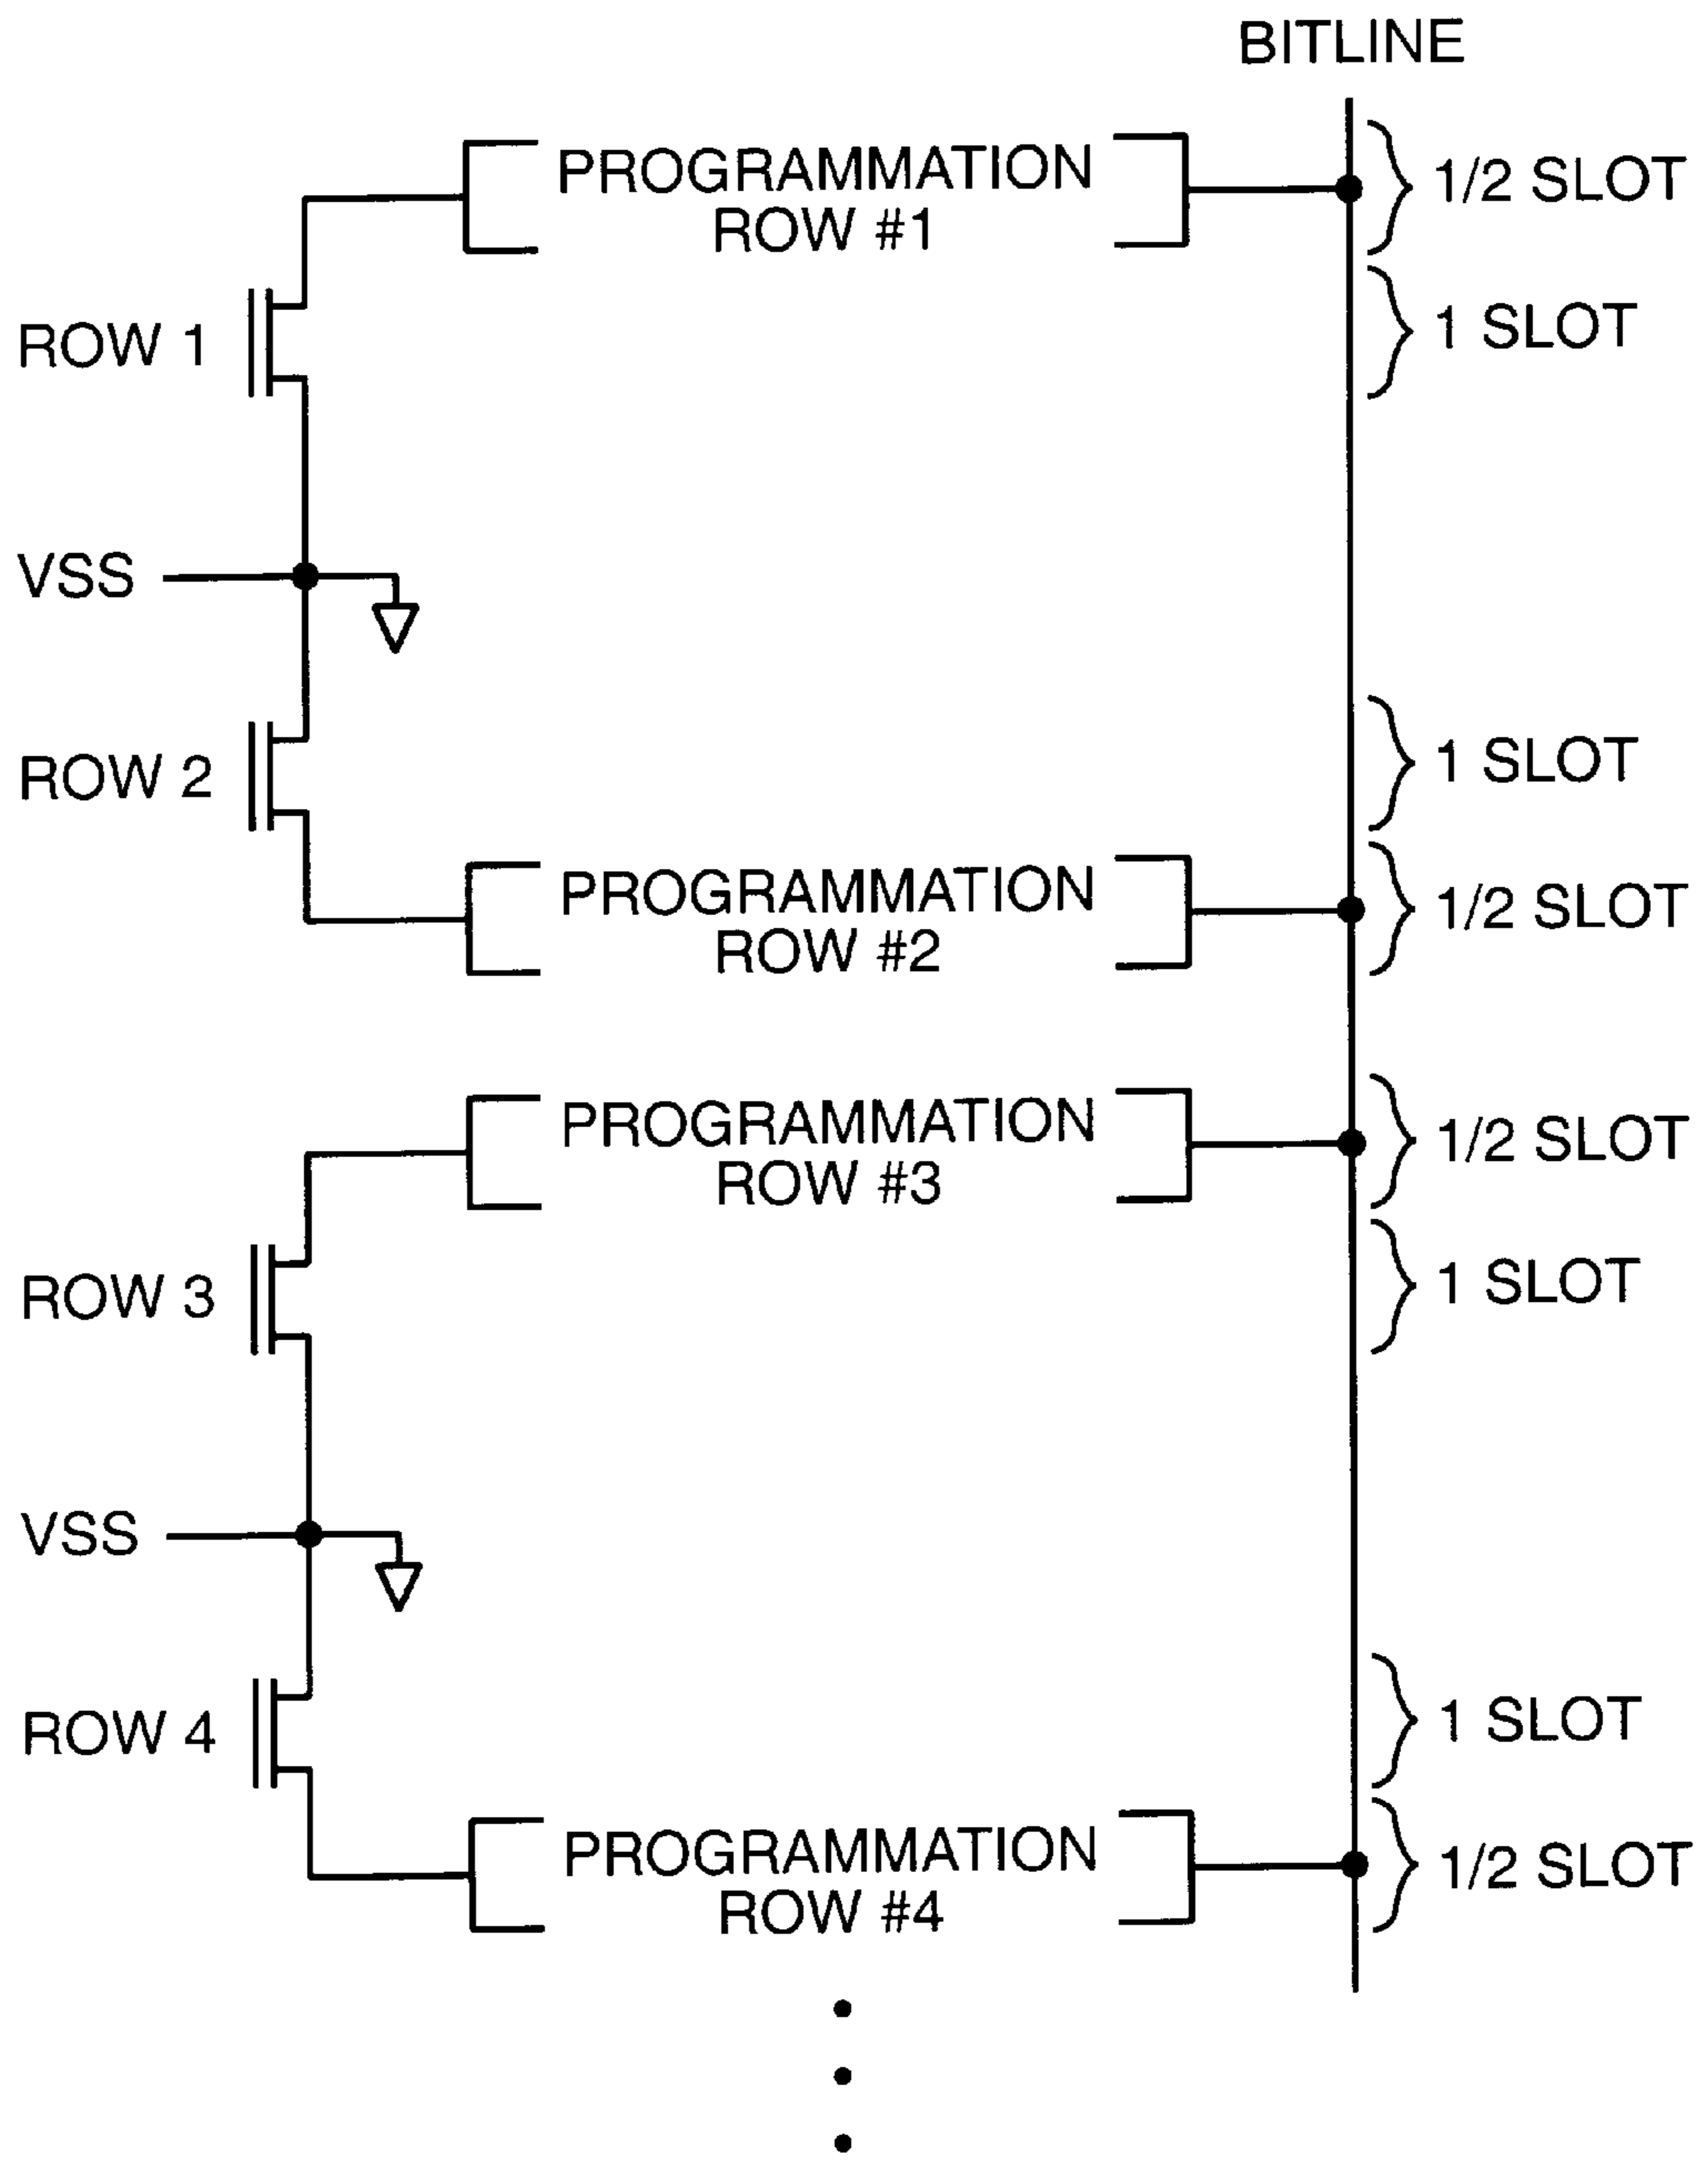 BITLINE
PROGRAMMATION
ROW #1
1/2 SLOT
ROW 1
1 SLOT
VSS
ROW 2
1 SLOT
PROGRAMMATION
ROW #2
1/2 SLOT
PROGRAMMATION
ROW #3
1/2 SLOT
ROW 3
1 SLOT
VSS
ROW 4
1 SLOT
PROGRAMMATION
ROW #4
1/2 SLOT